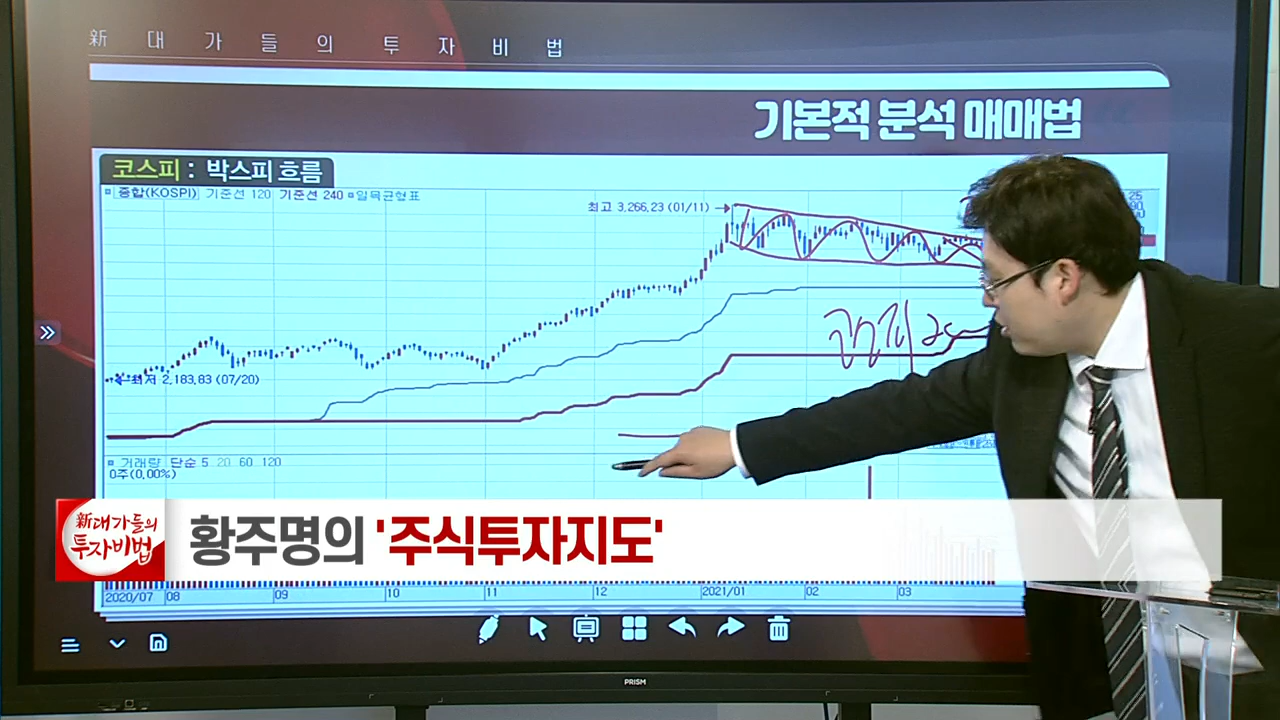 新 대 가 들 의 투 자 비 법
기본적 분석 매매법
코스피 : 박스피 흐름
종합(KOSPI) 기준선 120 기준선 240 일목균형표
최고 3,266,23 (01/11)
최저 2,183,83 (07/20)
거래량 단순 5 20 60 120
0주(0,00%)
新대가들의
투자비법
황주명의 '주식투자지도'
2020/07 08 09 10 11 12 2021/01 02 03
PRISM